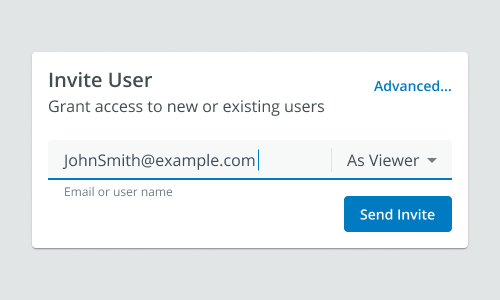 Invite User
Advanced...
Grant access to new or existing users
JohnSmith@example.com As Viewer
Email or user name
Send Invite